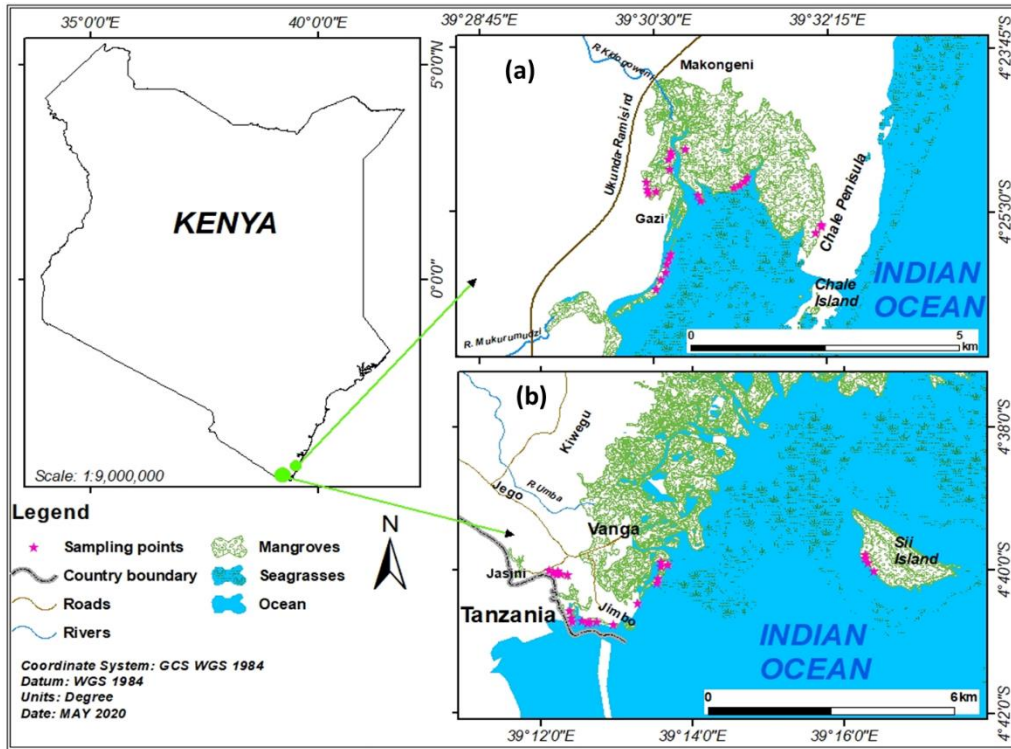 35°0'0"E
40°0'0"E
5°0'0"N
0°0'0"
KENYA
Scale: 1:9,000,000
39°28'45"E
39°30'30"E
39°32'15"E
4°23'45"S
4°25'30"S
(a)
R Kidogoweni
Makongeni
Ukunda-Ramisi rd
Gazi
Chale Penisula
Chale
Island
INDIAN
OCEAN
R. Mukurumudzi
0 5
km
(b)
Kiwegu
Jego
R Umba
Vanga
Jasini
Tanzania
Jimbo
Sii
Island
INDIAN
OCEAN
0 6 km
4°38'0"S
4°40'0"S
4°42'0"S
39°12'0"E
39°14'0"E
39°16'0"E
N
Legend
Sampling points
Country boundary
Roads
Rivers
Mangroves
Seagrasses
Ocean
Coordinate System: GCS WGS 1984
Datum: WGS 1984
Units: Degree
Date: MAY 2020